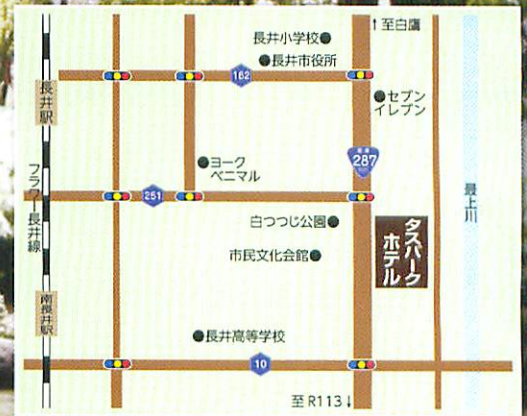 ↑至白鷹
長井小学校
長井市役所
162
セブン
イレブン
長井駅
287
ヨーク
ベニマル
251
フラワー長井線
最上川
白つつじ公園
タスパーク
ホテル
市民文化会館
南長井駅
長井高等学校
10
至R113↓